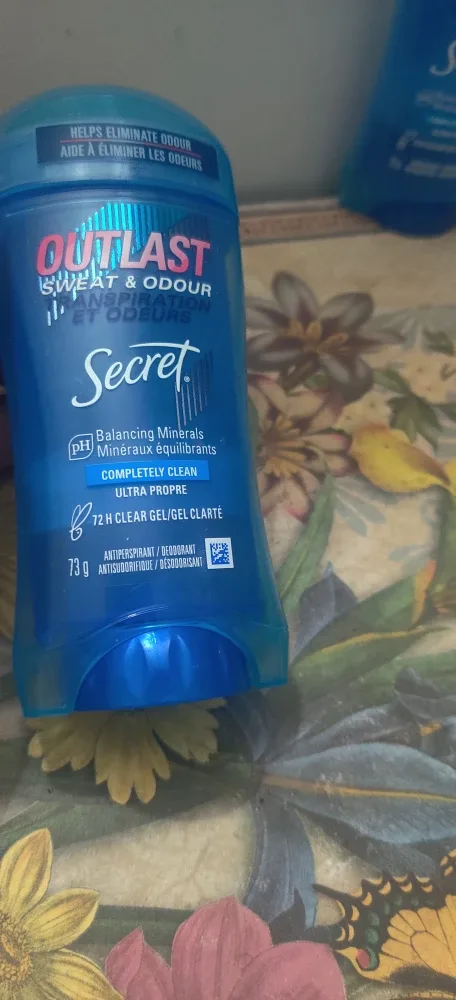 HELPS ELIMINATE ODOUR
AIDE À ÉLIMINER LES ODEURS
OUTLAST
SWEAT & ODOUR
TRANSPIRATION
ET ODEURS
Secret®
pH Balancing Minerals
Minéraux équilibrants
COMPLETELY CLEAN
ULTRA PROPRE
72 H CLEAR GEL/GEL CLARTÉ
73 g
ANTIPERSPIRANT / DEODORANT
ANTISUDORIFIQUE / DÉSODORISANT